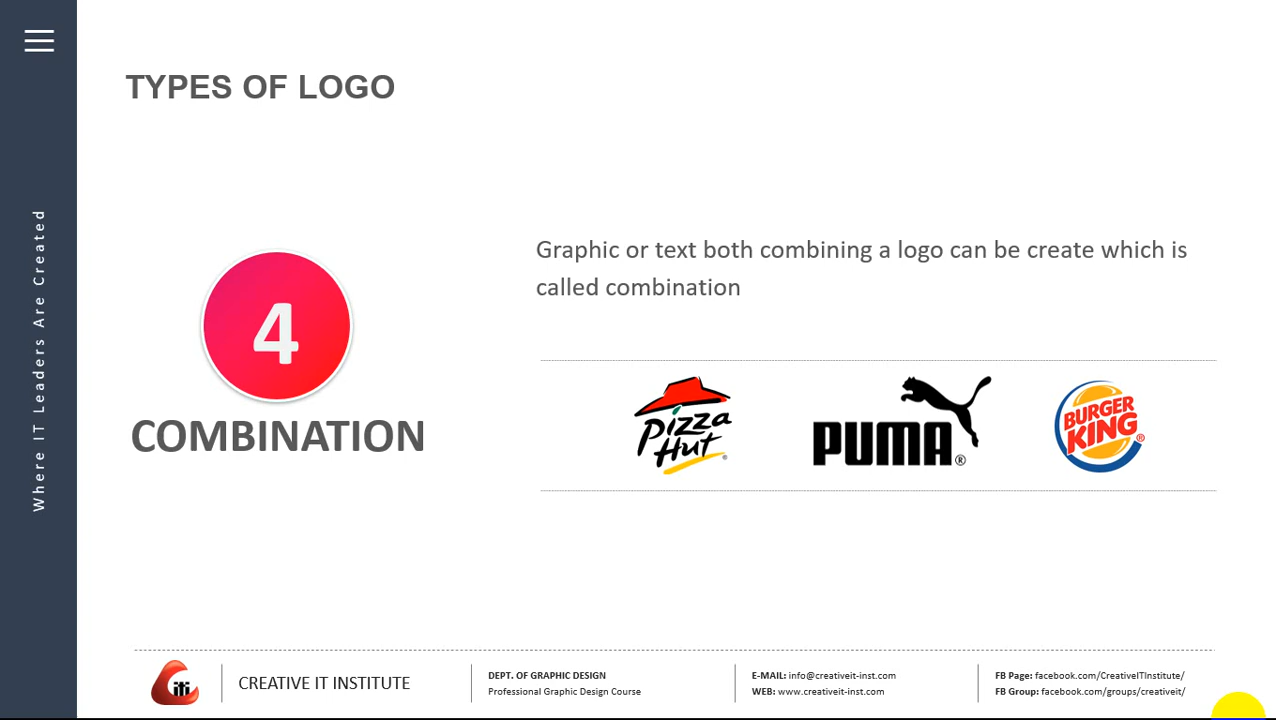 TYPES OF LOGO
Where IT Leaders Are Created
4
COMBINATION
Graphic or text both combining a logo can be create which is
called combination
Pizza
Hut
PUMA®
BURGER
KING®
iti
CREATIVE IT INSTITUTE
DEPT. OF GRAPHIC DESIGN
Professional Graphic Design Course
E-MAIL: info@creativeit-inst.com
WEB: www.creativeit-inst.com
FB Page: facebook.com/CreativeITInstitute/
FB Group: facebook.com/groups/creativeit/